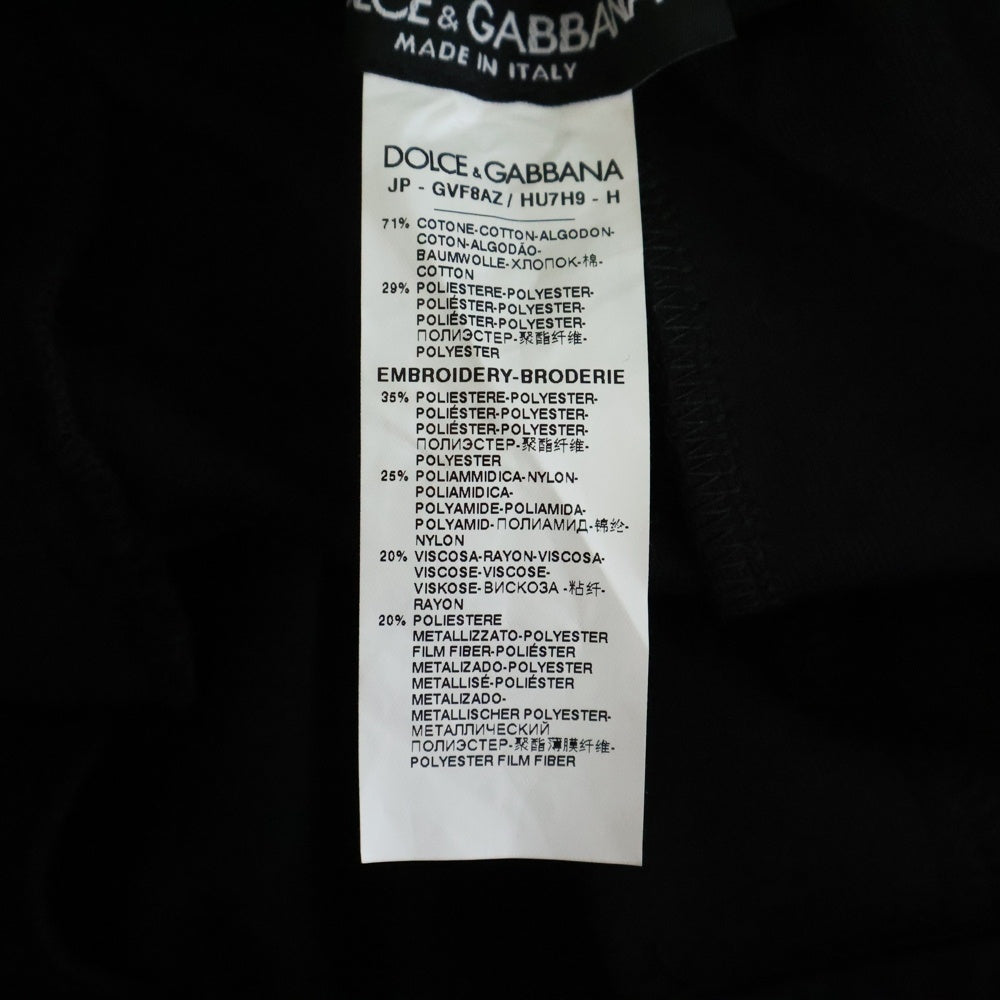 DOLCE & GABBANA
MADE IN ITALY
DOLCE & GABBANA
JP - GVF8AZ / HU7H9 - H
71% COTONE-COTTON-ALGODON-
COTON-ALGODÃO-
BAUMWOLLE-ХЛОПОК-棉-
COTTON
29% POLIESTERE-POLYESTER-
POLIÉSTER-POLYESTER-
POLIÉSTER-POLYESTER-
ПОЛИЭСТЕР-聚酯纤维-
POLYESTER
EMBROIDERY-BRODERIE
35% POLIESTERE-POLYESTER-
POLIÉSTER-POLYESTER-
POLIÉSTER-POLYESTER-
ПОЛИЭСТЕР-聚酯纤维-
POLYESTER
25% POLIAMMIDICA-NYLON-
POLIAMIDICA-
POLYAMIDE-POLIAMIDA-
POLYAMID-ПОЛИАМИД-锦纶-
NYLON
20% VISCOSA-RAYON-VISCOSA-
VISCOSE-VISCOSE-
VISKOSE-ВИСКОЗА -粘纤-
RAYON
20% POLIESTERE
METALLIZZATO-POLYESTER
FILM FIBER-POLIÉSTER
METALIZADO-POLYESTER
METALLISÉ-POLIÉSTER
METALIZADO-
METALLISCHER POLYESTER-
МЕТАЛЛИЧЕСКИЙ
ПОЛИЭСТЕР-聚酯薄膜纤维-
POLYESTER FILM FIBER